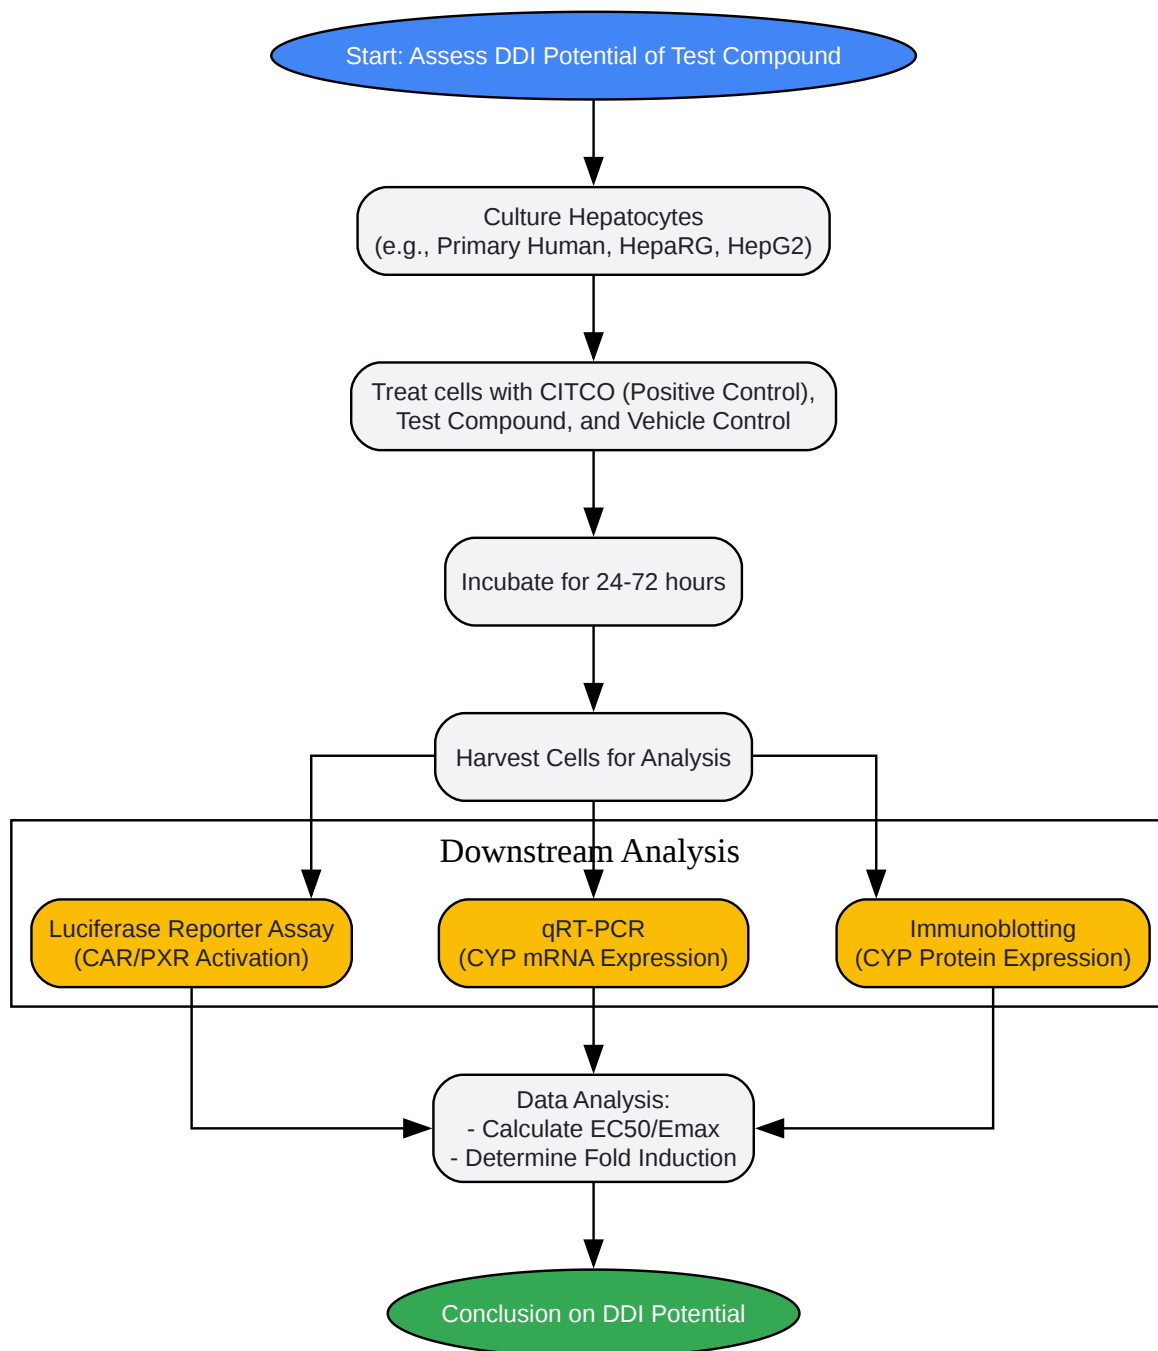 Start: Assess DDI Potential of Test Compound
Culture Hepatocytes
(e.g., Primary Human, HepaRG, HepG2)
Treat cells with CITCO (Positive Control),
Test Compound, and Vehicle Control
Incubate for 24-72 hours
Harvest Cells for Analysis
Downstream Analysis
Luciferase Reporter Assay
(CAR/PXR Activation)
qRT-PCR
(CYP mRNA Expression)
Immunoblotting
(CYP Protein Expression)
Data Analysis:
- Calculate EC50/Emax
- Determine Fold Induction
Conclusion on DDI Potential